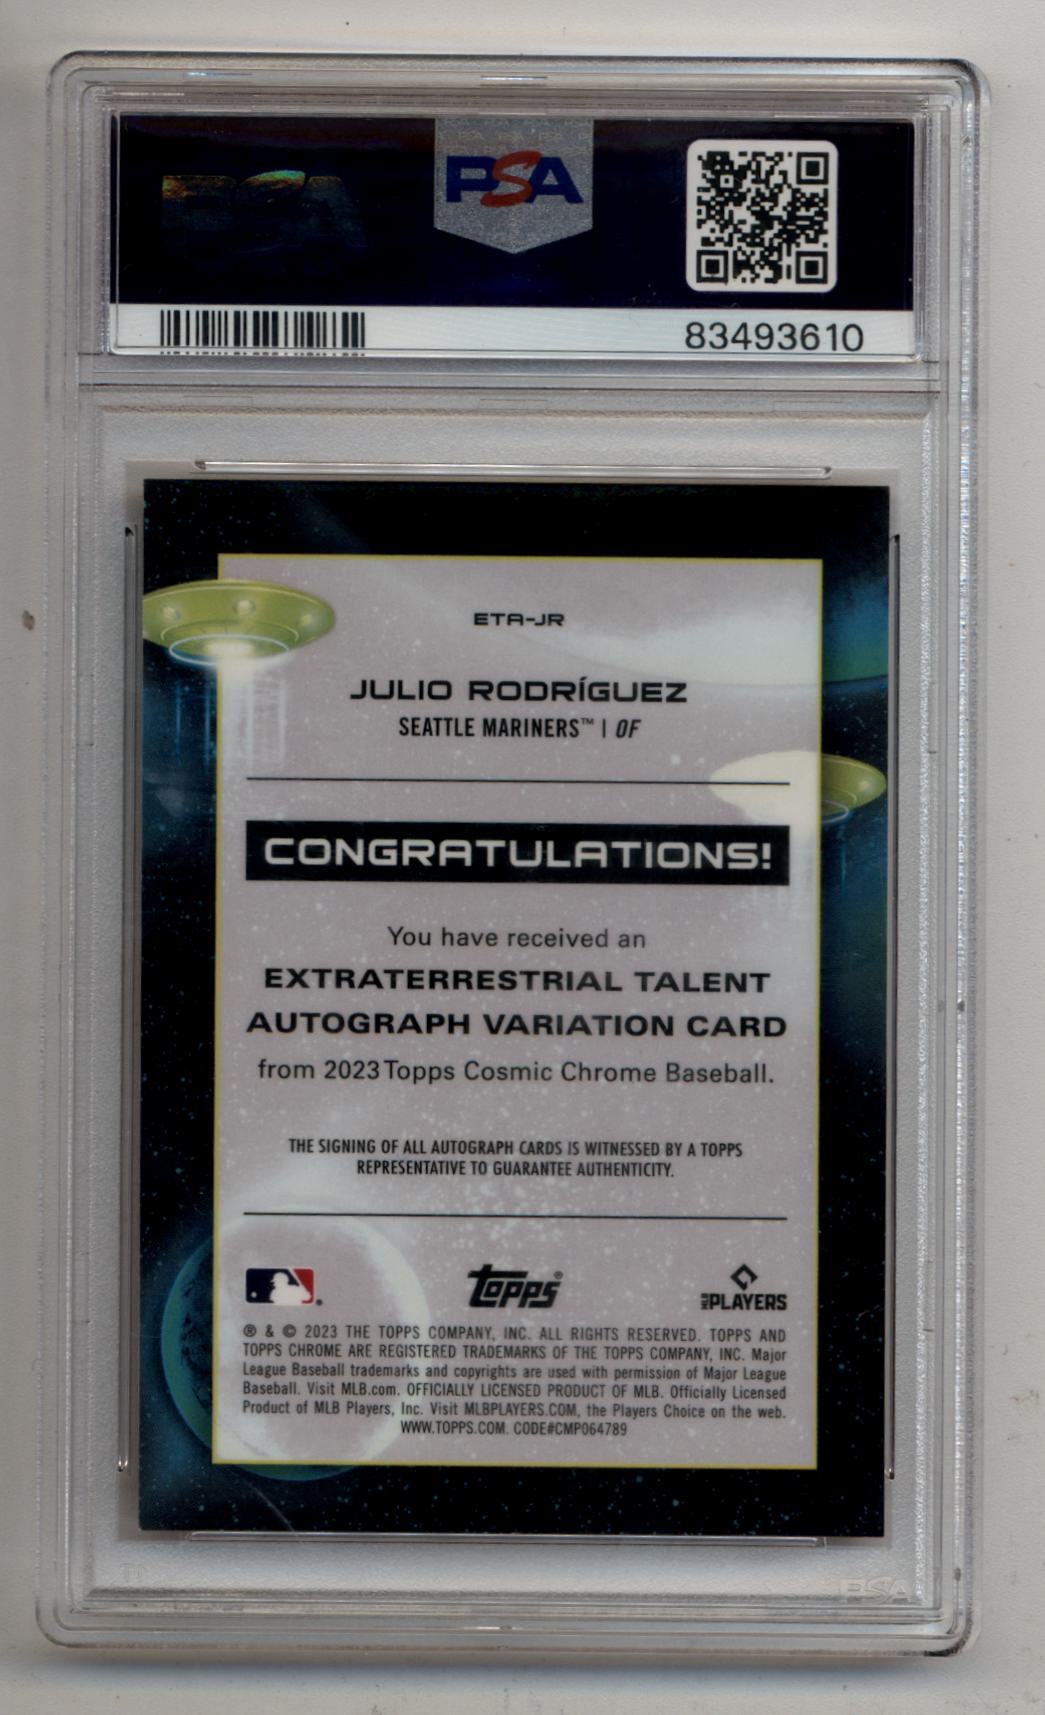 PSA
83493610
ETA-JR
JULIO RODRÍGUEZ
SEATTLE MARINERS™ | OF
CONGRATULATIONS!
You have received an
EXTRATERRESTRIAL TALENT
AUTOGRAPH VARIATION CARD
from 2023 Topps Cosmic Chrome Baseball.
THE SIGNING OF ALL AUTOGRAPH CARDS IS WITNESSED BY A TOPPS
REPRESENTATIVE TO GUARANTEE AUTHENTICITY.
topps® MLB PLAYERS
® & © 2023 THE TOPPS COMPANY, INC. ALL RIGHTS RESERVED. TOPPS AND
TOPPS CHROME ARE REGISTERED TRADEMARKS OF THE TOPPS COMPANY, INC. Major
League Baseball trademarks and copyrights are used with permission of Major League
Baseball. Visit MLB.com. OFFICIALLY LICENSED PRODUCT OF MLB. Officially Licensed
Product of MLB Players, Inc. Visit MLBPLAYERS.COM, the Players Choice on the web.
WWW.TOPPS.COM. CODE#CMP064789
PSA